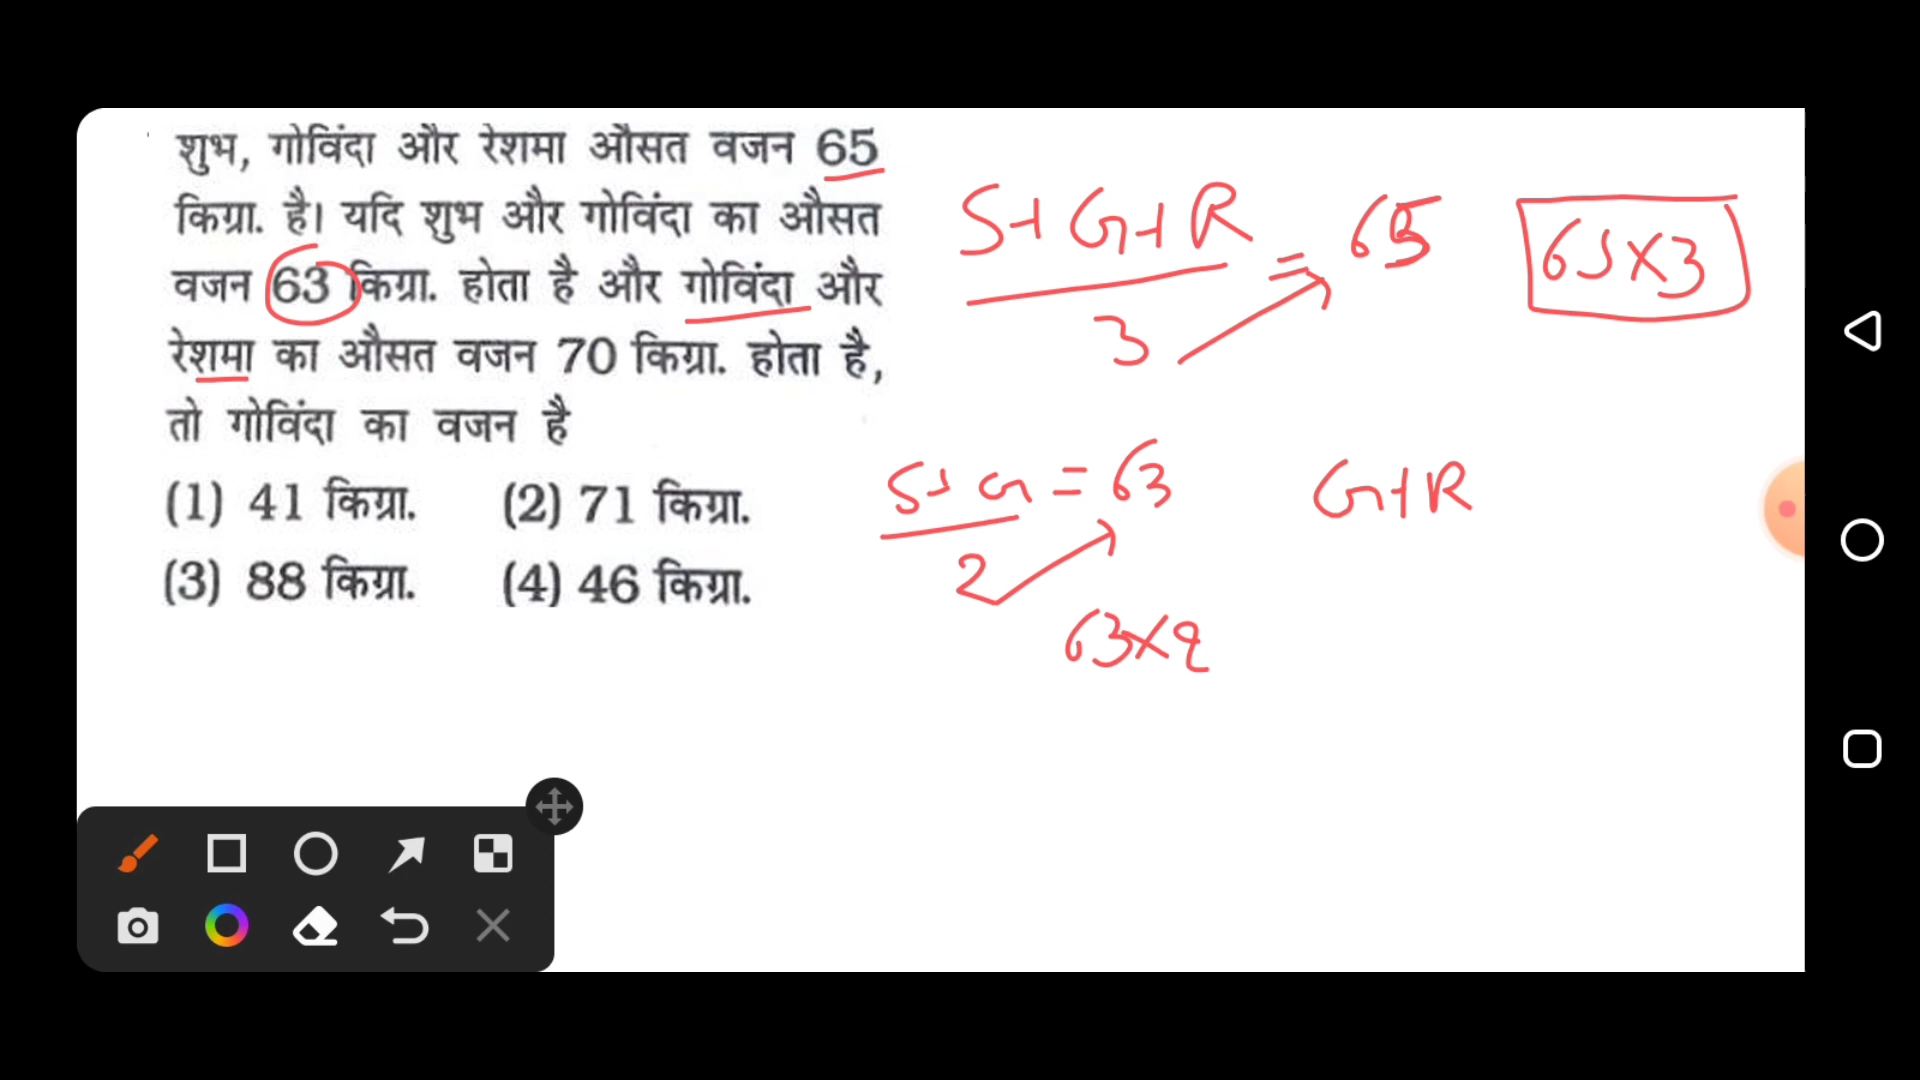 शुभ, गोविंदा और रेशमा औसत वजन 65
किग्रा. है। यदि शुभ और गोविंदा का औसत
वजन 63 किग्रा. होता है और गोविंदा और
रेशमा का औसत वजन 70 किग्रा. होता है,
तो गोविंदा का वजन है
(1) 41 किग्रा. (2) 71 किग्रा.
(3) 88 किग्रा. (4) 46 किग्रा.
S+G+R = 65
3
65×3
S+G = 63
2
63×2
G+R